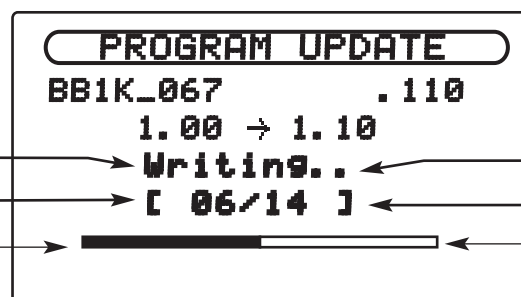 PROGRAM UPDATE
BB1K_067 .110
1.00 → 1.10
Writing..
[ 06/14 ]